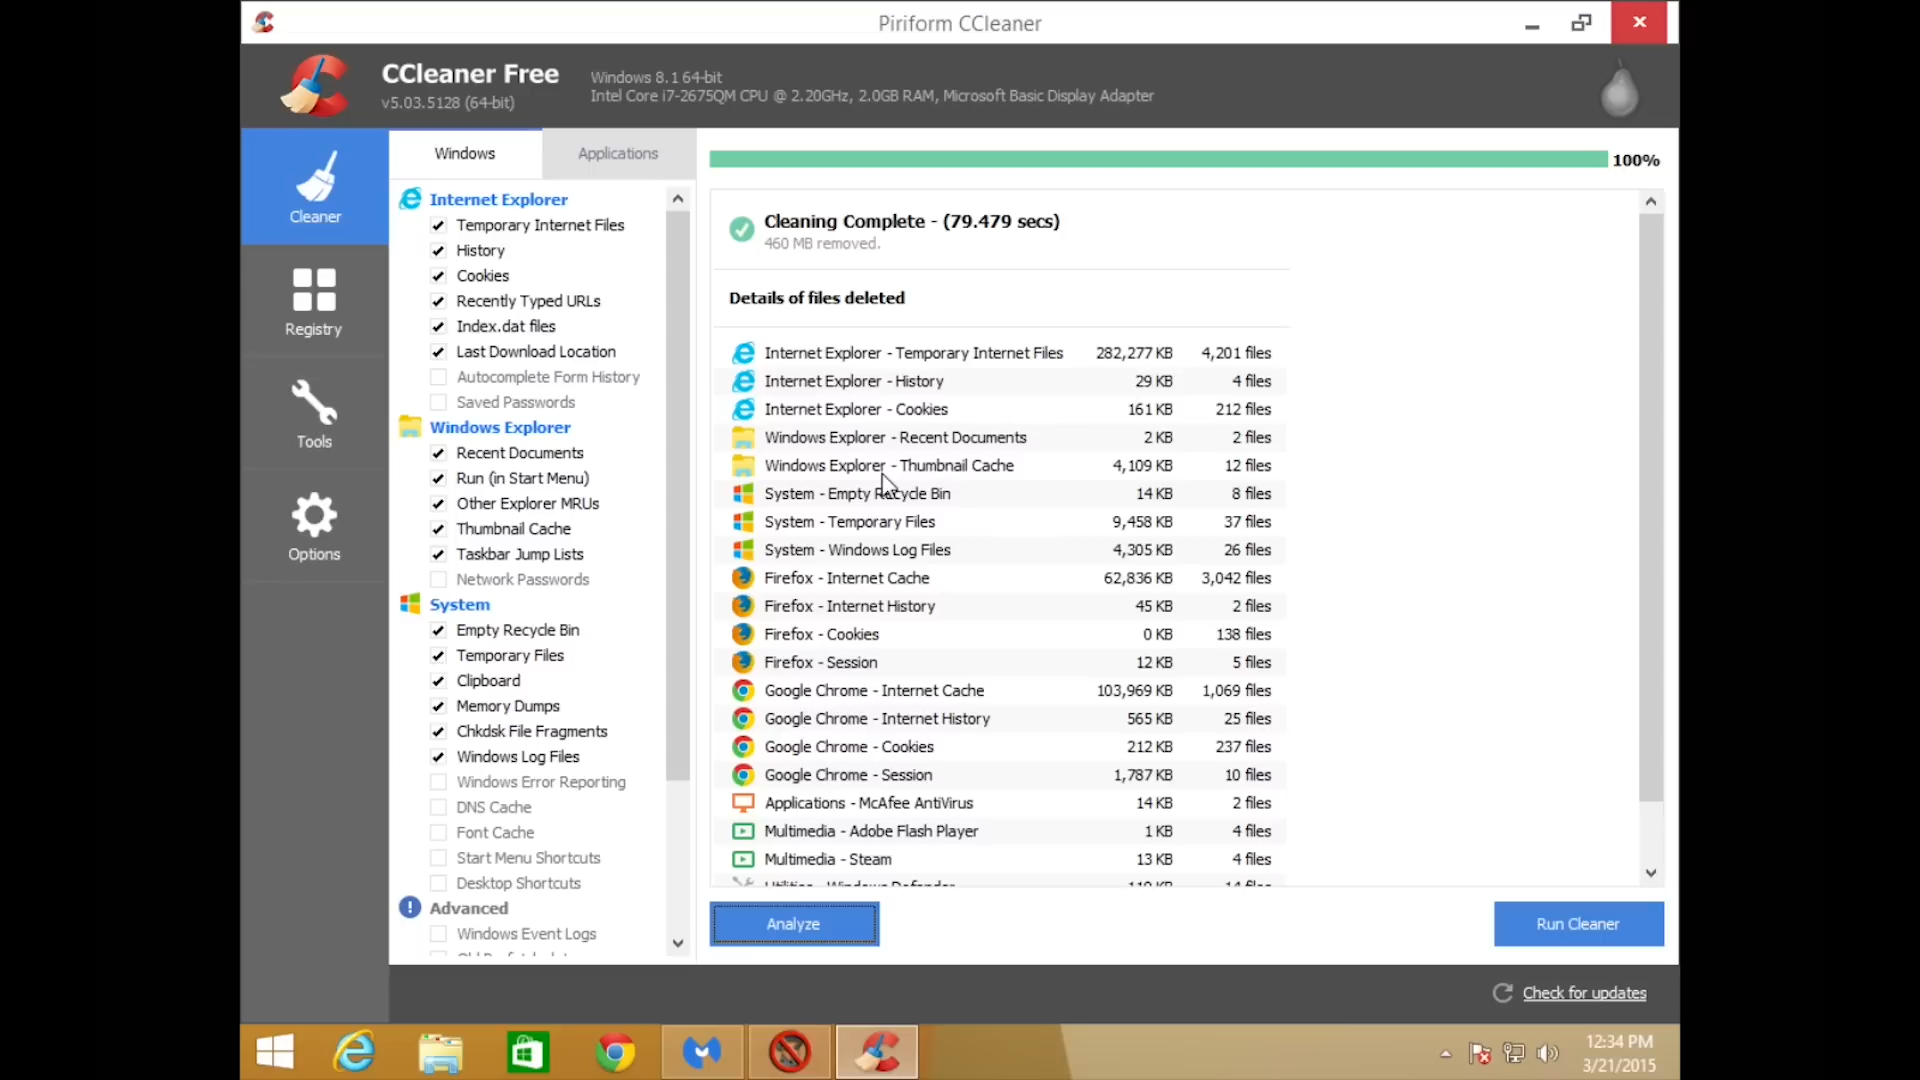 Piriform CCleaner
CCleaner Free
v5.03.5128 (64-bit)
Windows 8.1 64-bit
Intel Core i7-2675QM CPU @ 2.20GHz, 2.0GB RAM, Microsoft Basic Display Adapter
Cleaner
Registry
Tools
Options
Windows
Applications
Internet Explorer
Temporary Internet Files
History
Cookies
Recently Typed URLs
Index.dat files
Last Download Location
Autocomplete Form History
Saved Passwords
Windows Explorer
Recent Documents
Run (in Start Menu)
Other Explorer MRUs
Thumbnail Cache
Taskbar Jump Lists
Network Passwords
System
Empty Recycle Bin
Temporary Files
Clipboard
Memory Dumps
Chkdsk File Fragments
Windows Log Files
Windows Error Reporting
DNS Cache
Font Cache
Start Menu Shortcuts
Desktop Shortcuts
Advanced
Windows Event Logs
100%
Cleaning Complete - (79.479 secs)
460 MB removed.
Details of files deleted
Internet Explorer - Temporary Internet Files 282,277 KB 4,201 files
Internet Explorer - History 29 KB 4 files
Internet Explorer - Cookies 161 KB 212 files
Windows Explorer - Recent Documents 2 KB 2 files
Windows Explorer - Thumbnail Cache 4,109 KB 12 files
System - Empty Recycle Bin 14 KB 8 files
System - Temporary Files 9,458 KB 37 files
System - Windows Log Files 4,305 KB 26 files
Firefox - Internet Cache 62,836 KB 3,042 files
Firefox - Internet History 45 KB 2 files
Firefox - Cookies 0 KB 138 files
Firefox - Session 12 KB 5 files
Google Chrome - Internet Cache 103,969 KB 1,069 files
Google Chrome - Internet History 565 KB 25 files
Google Chrome - Cookies 212 KB 237 files
Google Chrome - Session 1,787 KB 10 files
Applications - McAfee AntiVirus 14 KB 2 files
Multimedia - Adobe Flash Player 1 KB 4 files
Multimedia - Steam 13 KB 4 files
Analyze
Run Cleaner
Check for updates
12:34 PM
3/21/2015